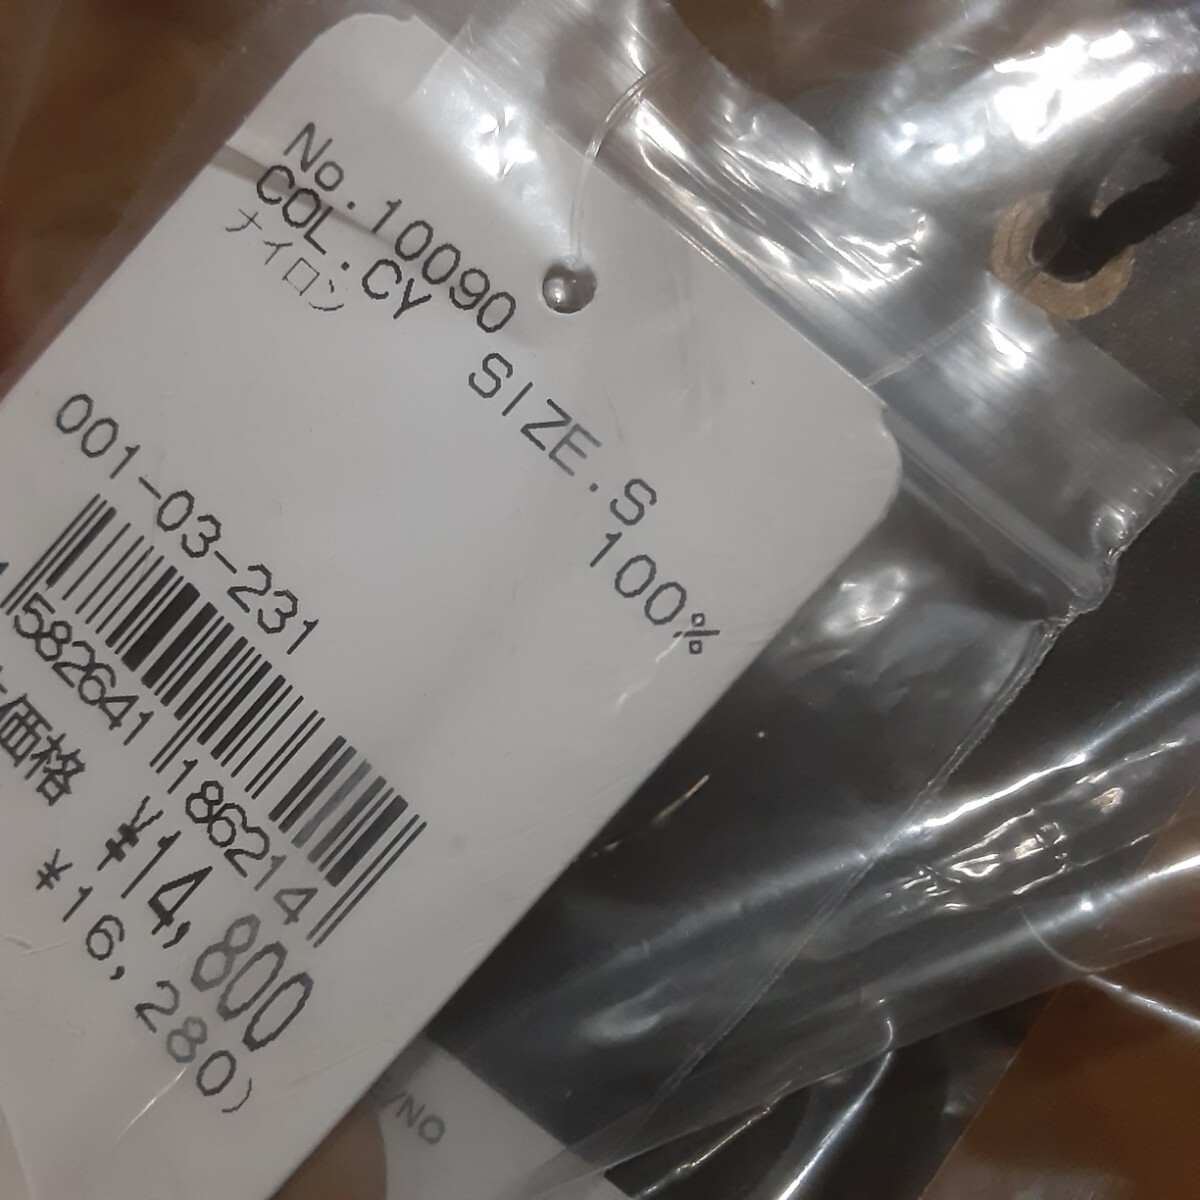 No.10090
COL.CY SIZE.S
ナイロン 100%
001-03-231
582641 186214
価格 ¥14,800
¥16,280)
/NO